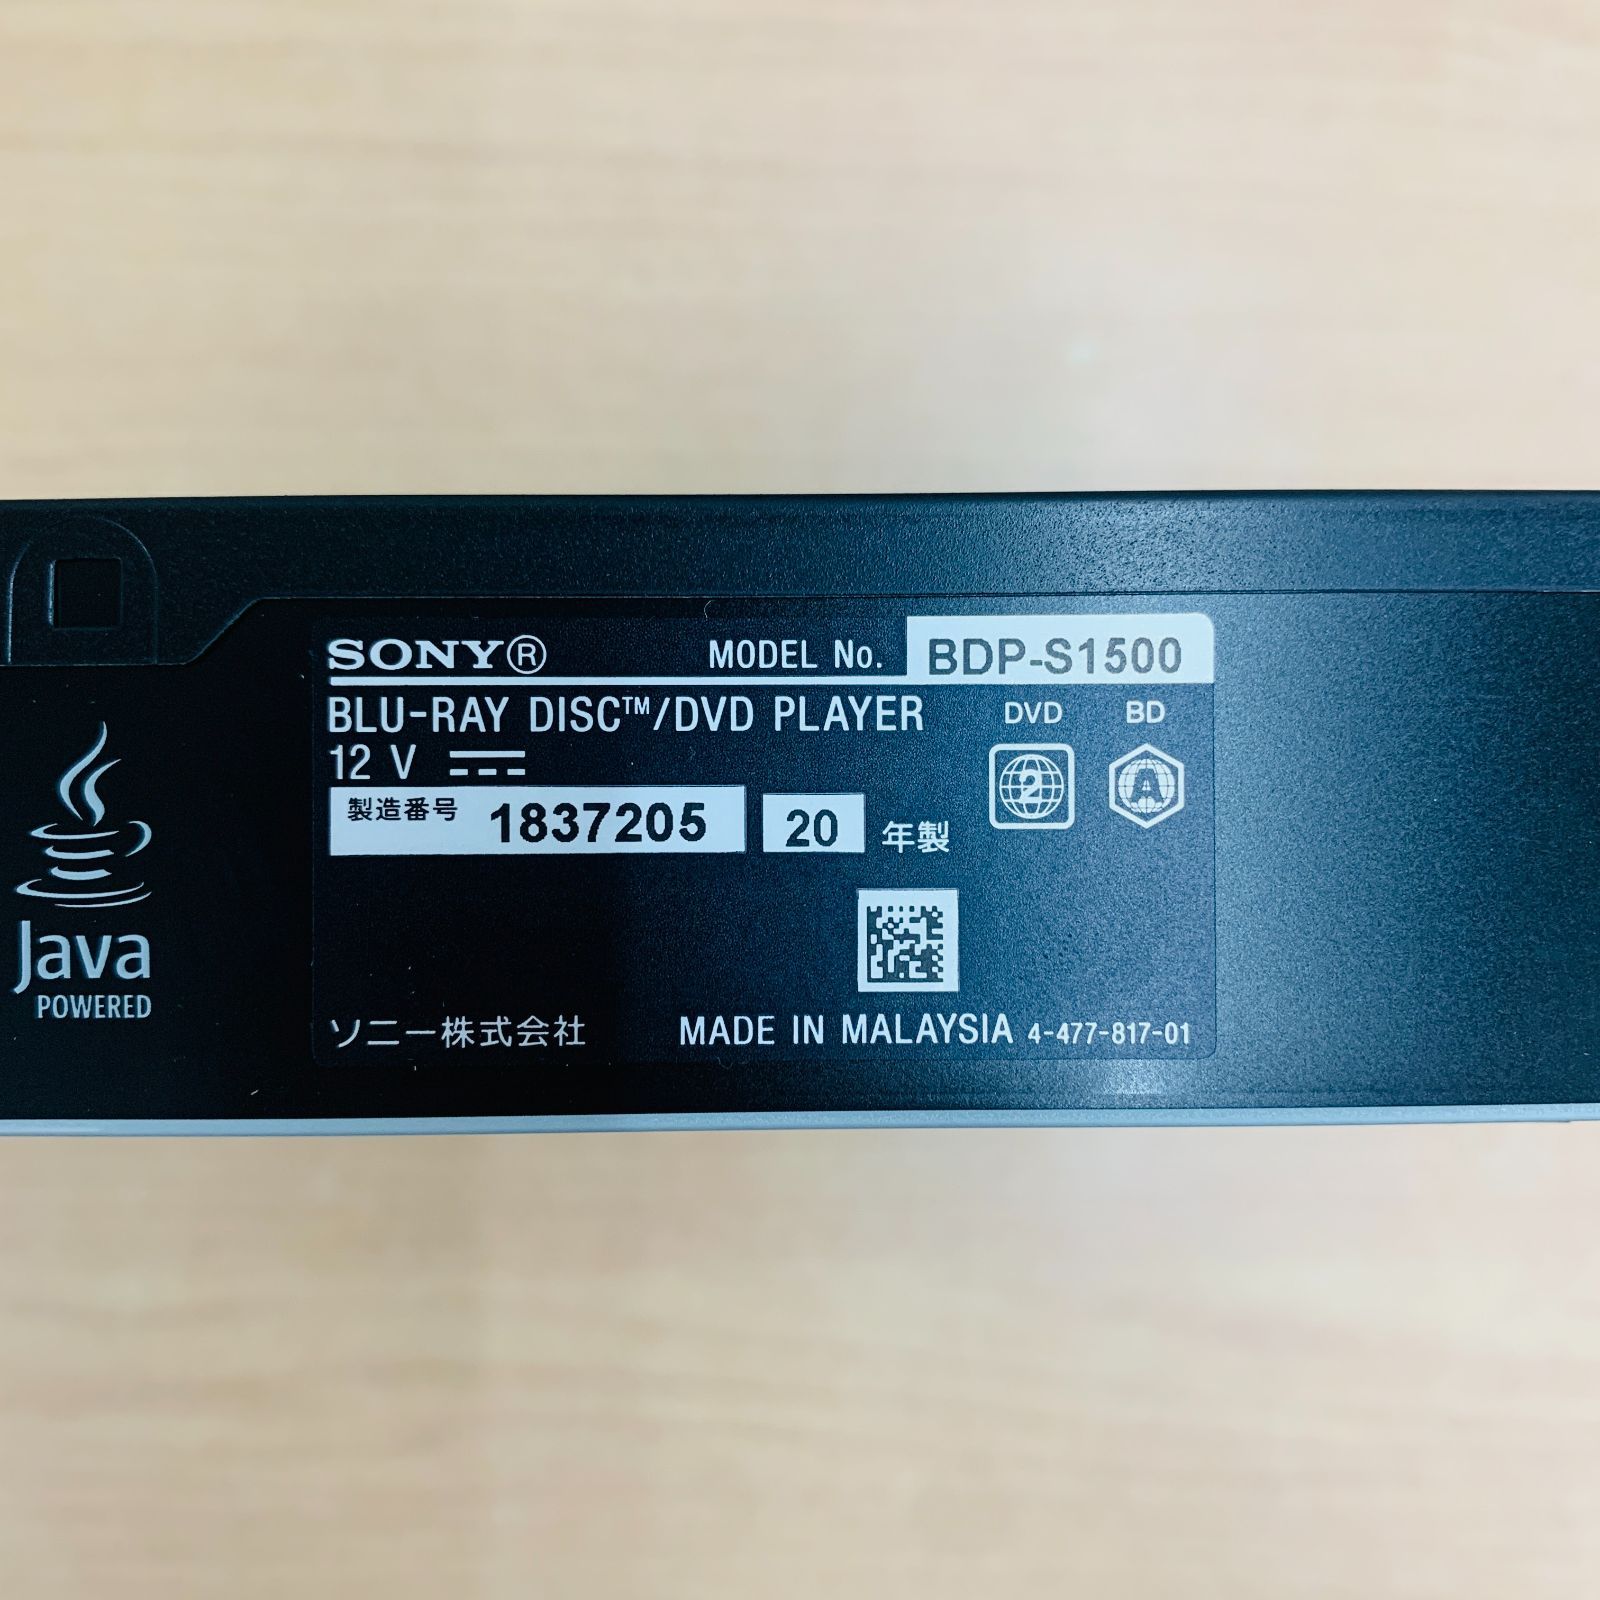 SONY® MODEL No. BDP-S1500
BLU-RAY DISC™/DVD PLAYER
DVD BD
12 V
2 A
製造番号 1837205 20 年製
Java
POWERED
ソニー株式会社 MADE IN MALAYSIA 4-477-817-01